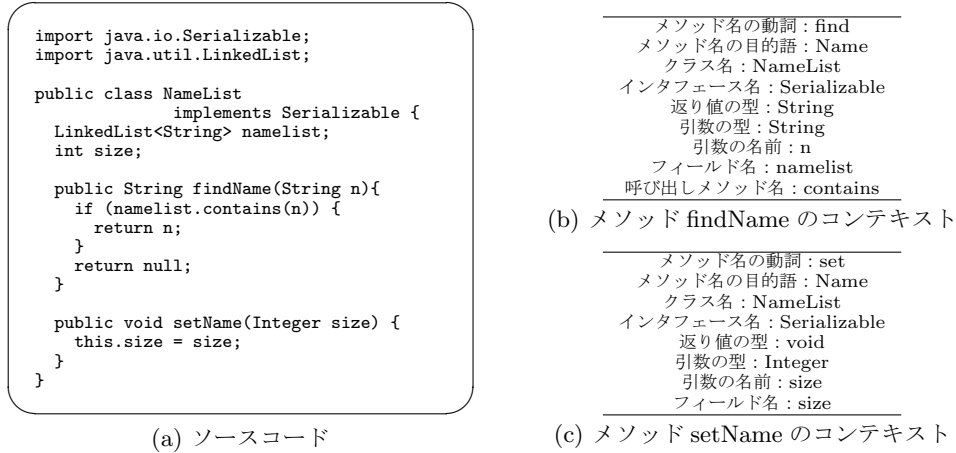 import java.io.Serializable;
import java.util.LinkedList;
public class NameList
implements Serializable {
LinkedList<String> namelist;
int size;
public String findName(String n){
if (namelist.contains(n)) {
return n;
}
return null;
}
public void setName(Integer size) {
this.size = size;
}
}
(a) ソースコード
メソッド名の動詞：find
メソッド名の目的語：Name
クラス名：NameList
インタフェース名：Serializable
返り値の型：String
引数の型：String
引数の名前：n
フィールド名：namelist
呼び出しメソッド名：contains
(b) メソッド findName のコンテキスト
メソッド名の動詞：set
メソッド名の目的語：Name
クラス名：NameList
インタフェース名：Serializable
返り値の型：void
引数の型：Integer
引数の名前：size
フィールド名：size
(c) メソッド setName のコンテキスト